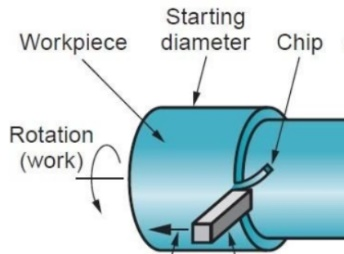 Starting
diameter
Workpiece
Chip
Rotation
(work)